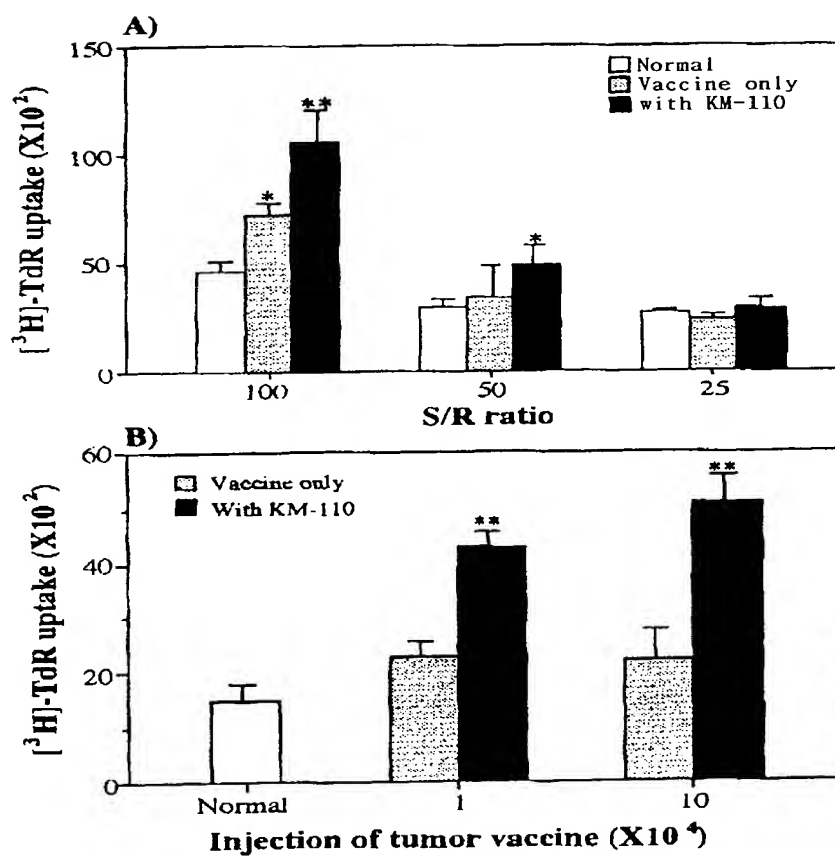 A)
[³H]-TdR uptake (X10²)
150
100
50
0
Normal
Vaccine only
with KM-110
*
**
*
100
50
25
S/R ratio
B)
[³H]-TdR uptake (X10²)
60
40
20
0
Vaccine only
With KM-110
**
**
Normal
1
10
Injection of tumor vaccine (X10⁴)